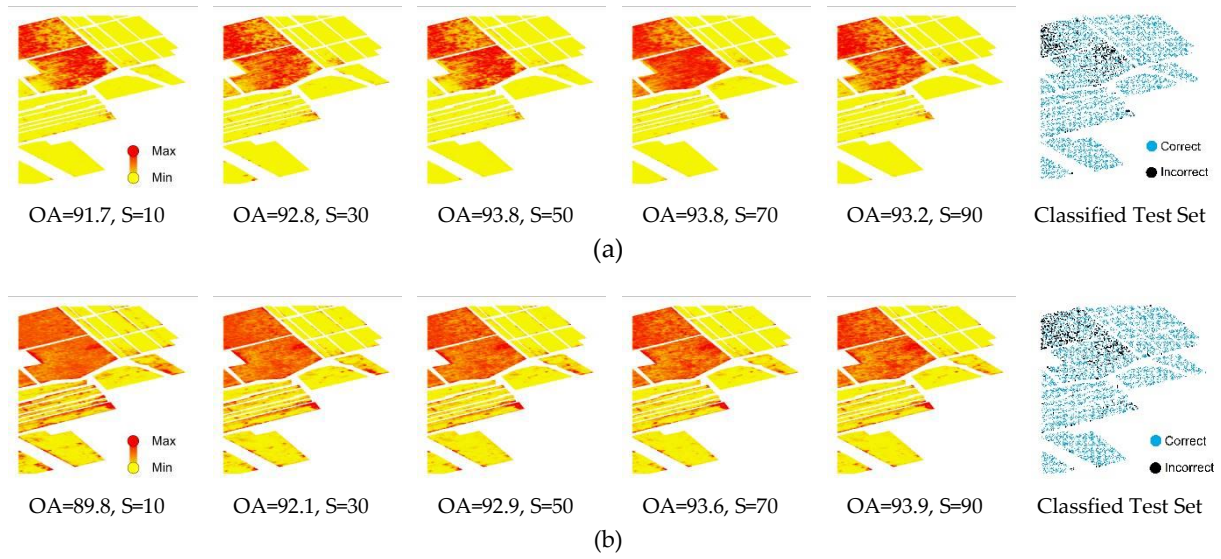 Max
Min
Correct
Incorrect
OA=91.7, S=10 OA=92.8, S=30 OA=93.8, S=50 OA=93.8, S=70 OA=93.2, S=90 Classified Test Set
(a)
Max
Min
Correct
Incorrect
OA=89.8, S=10 OA=92.1, S=30 OA=92.9, S=50 OA=93.6, S=70 OA=93.9, S=90 Classfied Test Set
(b)